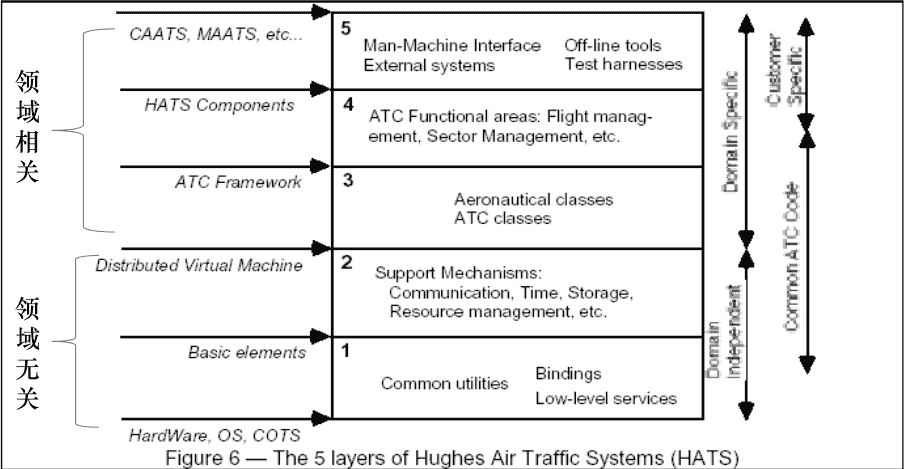 CAATS, MAATS, etc...
HATS Components
ATC Framework
Distributed Virtual Machine
Basic elements
HardWare, OS, COTS
领域相关
领域无关
5
Man-Machine Interface
External systems
Off-line tools
Test harnesses
4
ATC Functional areas: Flight manag-
ement, Sector Management, etc.
3
Aeronautical classes
ATC classes
2
Support Mechanisms:
Communication, Time, Storage,
Resource management, etc.
1
Common utilities
Bindings
Low-level services
Domain Specific
Domain
Independent
Customer
Specific
Common ATC Code
Figure 6 — The 5 layers of Hughes Air Traffic Systems (HATS)